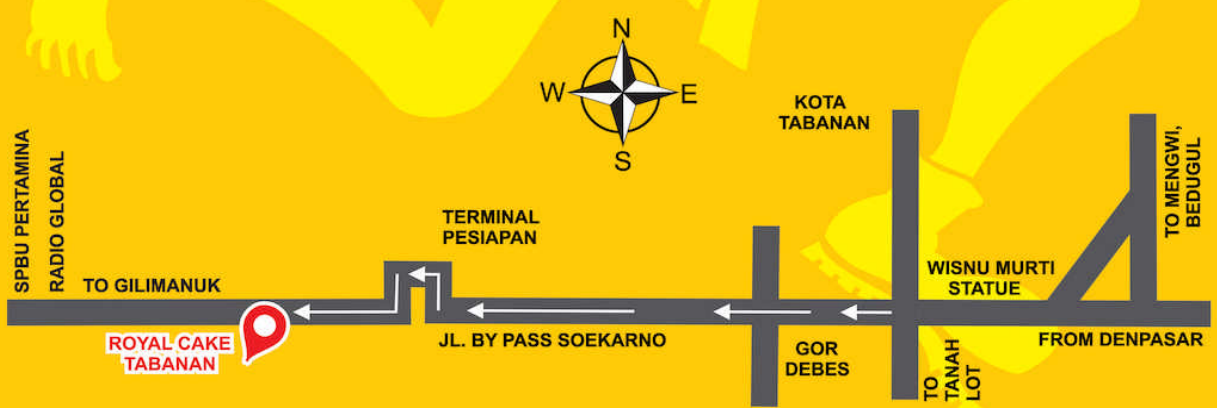 N
W
E
S
KOTA
TABANAN
SPBU PERTAMINA
RADIO GLOBAL
TO MENGWI,
BEDUGUL
TERMINAL
PESIAPAN
TO GILIMANUK
WISNU MURTI
STATUE
ROYAL CAKE
TABANAN
JL. BY PASS SOEKARNO
GOR
DEBES
FROM DENPASAR
TO
TANAH
LOT